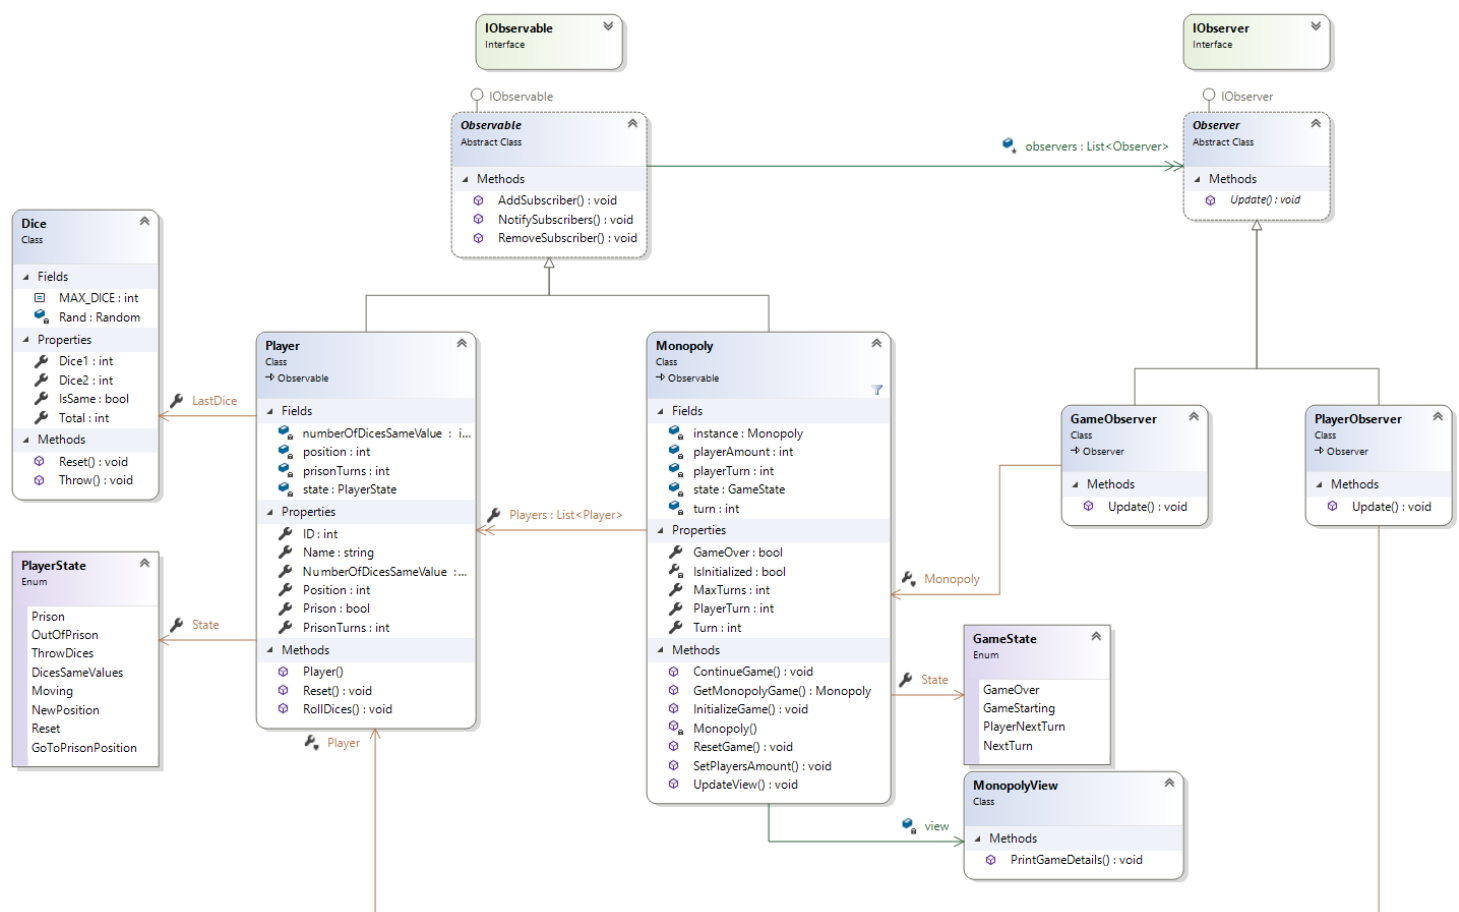 IObservable
Interface
IObserver
Interface
IObservable
IObserver
Observable
Abstract Class
Methods
AddSubscriber() : void
NotifySubscribers() : void
RemoveSubscriber() : void
observers : List<Observer>
Observer
Abstract Class
Methods
Update() : void
Dice
Class
Fields
MAX_DICE : int
Rand : Random
Properties
Dice1 : int
Dice2 : int
IsSame : bool
Total : int
Methods
Reset() : void
Throw() : void
LastDice
Player
Class
Observable
Fields
numberOfDicesSameValue : i...
position : int
prisonTurns : int
state : PlayerState
Properties
ID : int
Name : string
NumberOfDicesSameValue :...
Position : int
Prison : bool
PrisonTurns : int
Methods
Player()
Reset() : void
RollDices() : void
Players : List<Player>
Monopoly
Class
Observable
Fields
instance : Monopoly
playerAmount : int
playerTurn : int
state : GameState
turn : int
Properties
GameOver : bool
IsInitialized : bool
MaxTurns : int
PlayerTurn : int
Turn : int
Methods
ContinueGame() : void
GetMonopolyGame() : Monopoly
InitializeGame() : void
Monopoly()
ResetGame() : void
SetPlayersAmount() : void
UpdateView() : void
GameObserver
Class
Observer
Methods
Update() : void
PlayerObserver
Class
Observer
Methods
Update() : void
Monopoly
PlayerState
Enum
Prison
OutOfPrison
ThrowDices
DicesSameValues
Moving
NewPosition
Reset
GoToPrisonPosition
State
Player
State
GameState
Enum
GameOver
GameStarting
PlayerNextTurn
NextTurn
view
MonopolyView
Class
Methods
PrintGameDetails() : void